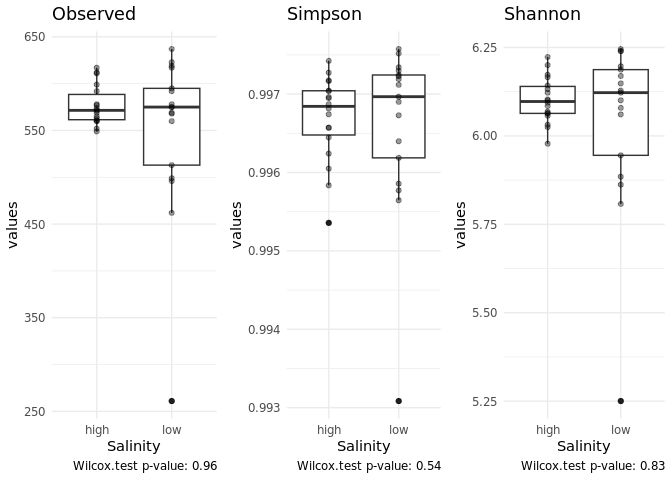 Observed
values
650
550
450
350
250
high low
Salinity
Wilcox.test p-value: 0.96
Simpson
values
0.997
0.996
0.995
0.994
0.993
high low
Salinity
Wilcox.test p-value: 0.54
Shannon
values
6.25
6.00
5.75
5.50
5.25
high low
Salinity
Wilcox.test p-value: 0.83